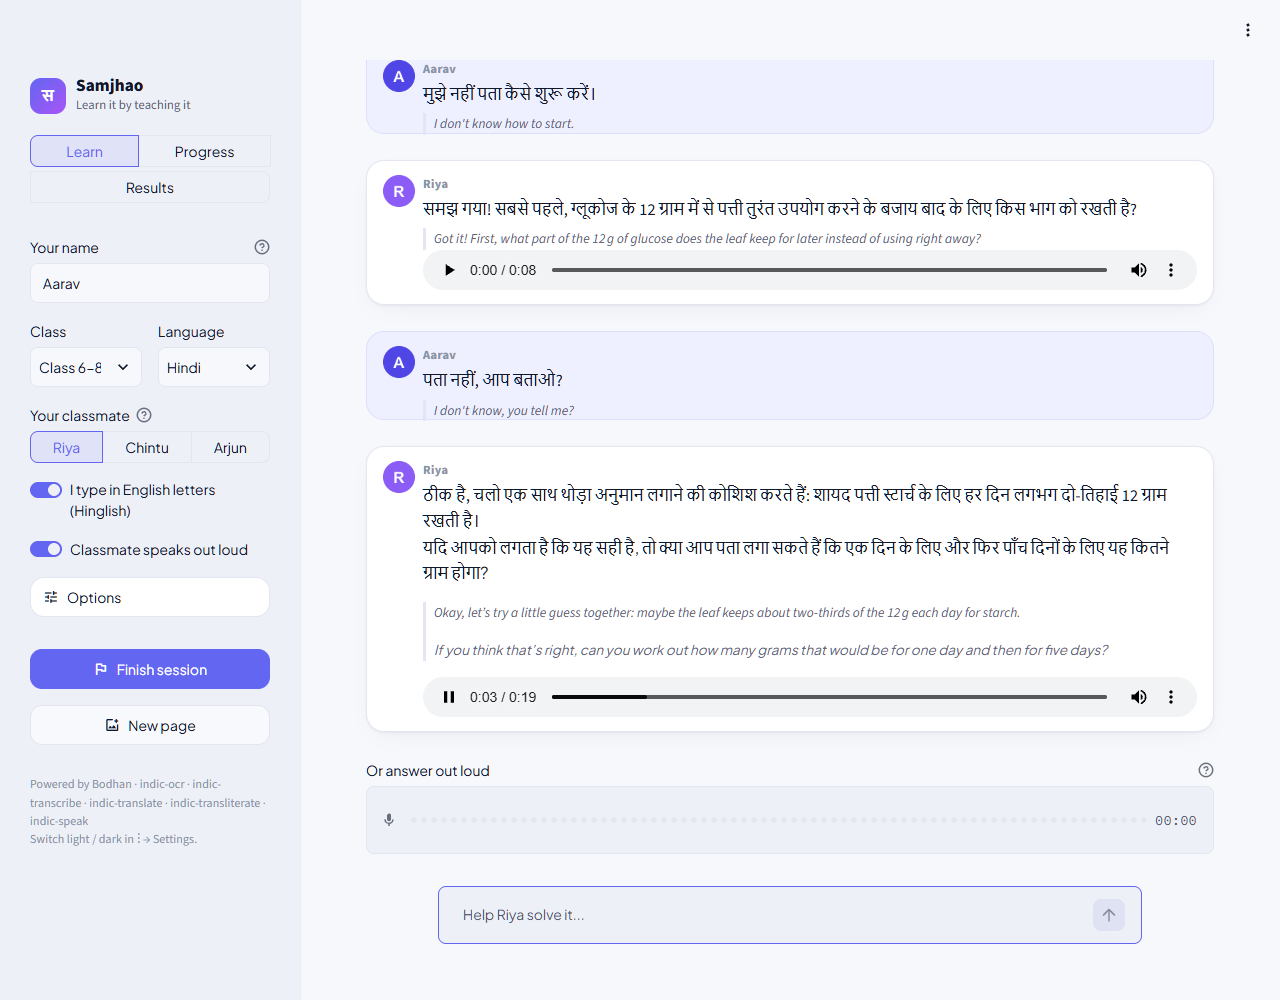 स
Samjhao
Learn it by teaching it
Learn
Progress
Results
Your name
Aarav
Class
Language
Class 6–8
Hindi
Your classmate
Riya
Chintu
Arjun
I type in English letters
(Hinglish)
Classmate speaks out loud
Options
Finish session
New page
Powered by Bodhan · indic-ocr · indic-
transcribe · indic-translate · indic-transliterate ·
indic-speak
Switch light / dark in ⋮ → Settings.
A
Aarav
मुझे नहीं पता कैसे शुरू करें।
I don't know how to start.
R
Riya
समझ गया! सबसे पहले, ग्लूकोज के 12 ग्राम में से पत्ती तुरंत उपयोग करने के बजाय बाद के लिए किस भाग को रखती है?
Got it! First, what part of the 12 g of glucose does the leaf keep for later instead of using right away?
0:00 / 0:08
A
Aarav
पता नहीं, आप बताओ?
I don't know, you tell me?
R
Riya
ठीक है, चलो एक साथ थोड़ा अनुमान लगाने की कोशिश करते हैं: शायद पत्ती स्टार्च के लिए हर दिन लगभग दो-तिहाई 12 ग्राम
रखती है।
यदि आपको लगता है कि यह सही है, तो क्या आप पता लगा सकते हैं कि एक दिन के लिए और फिर पाँच दिनों के लिए यह कितने
ग्राम होगा?
Okay, let's try a little guess together: maybe the leaf keeps about two-thirds of the 12 g each day for starch.
If you think that's right, can you work out how many grams that would be for one day and then for five days?
0:03 / 0:19
Or answer out loud
00:00
Help Riya solve it...